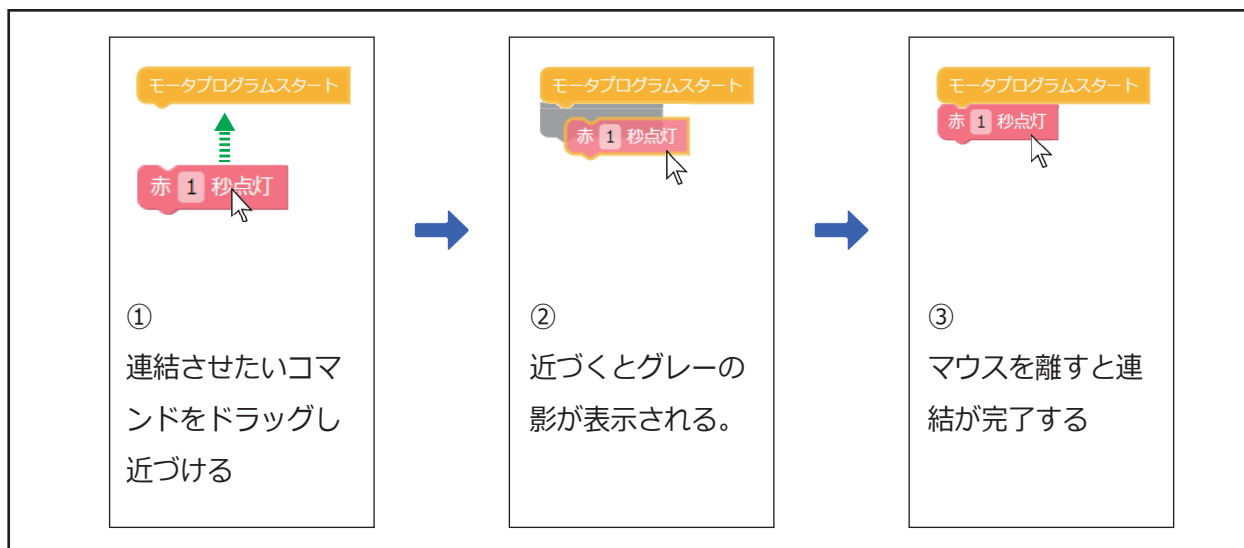 モータプログラムスタート
赤 1 秒点灯
①
連結させたいコマ
ンドをドラッグし
近づける
モータプログラムスタート
赤 1 秒点灯
②
近づくとグレーの
影が表示される。
モータプログラムスタート
赤 1 秒点灯
③
マウスを離すと連
結が完了する